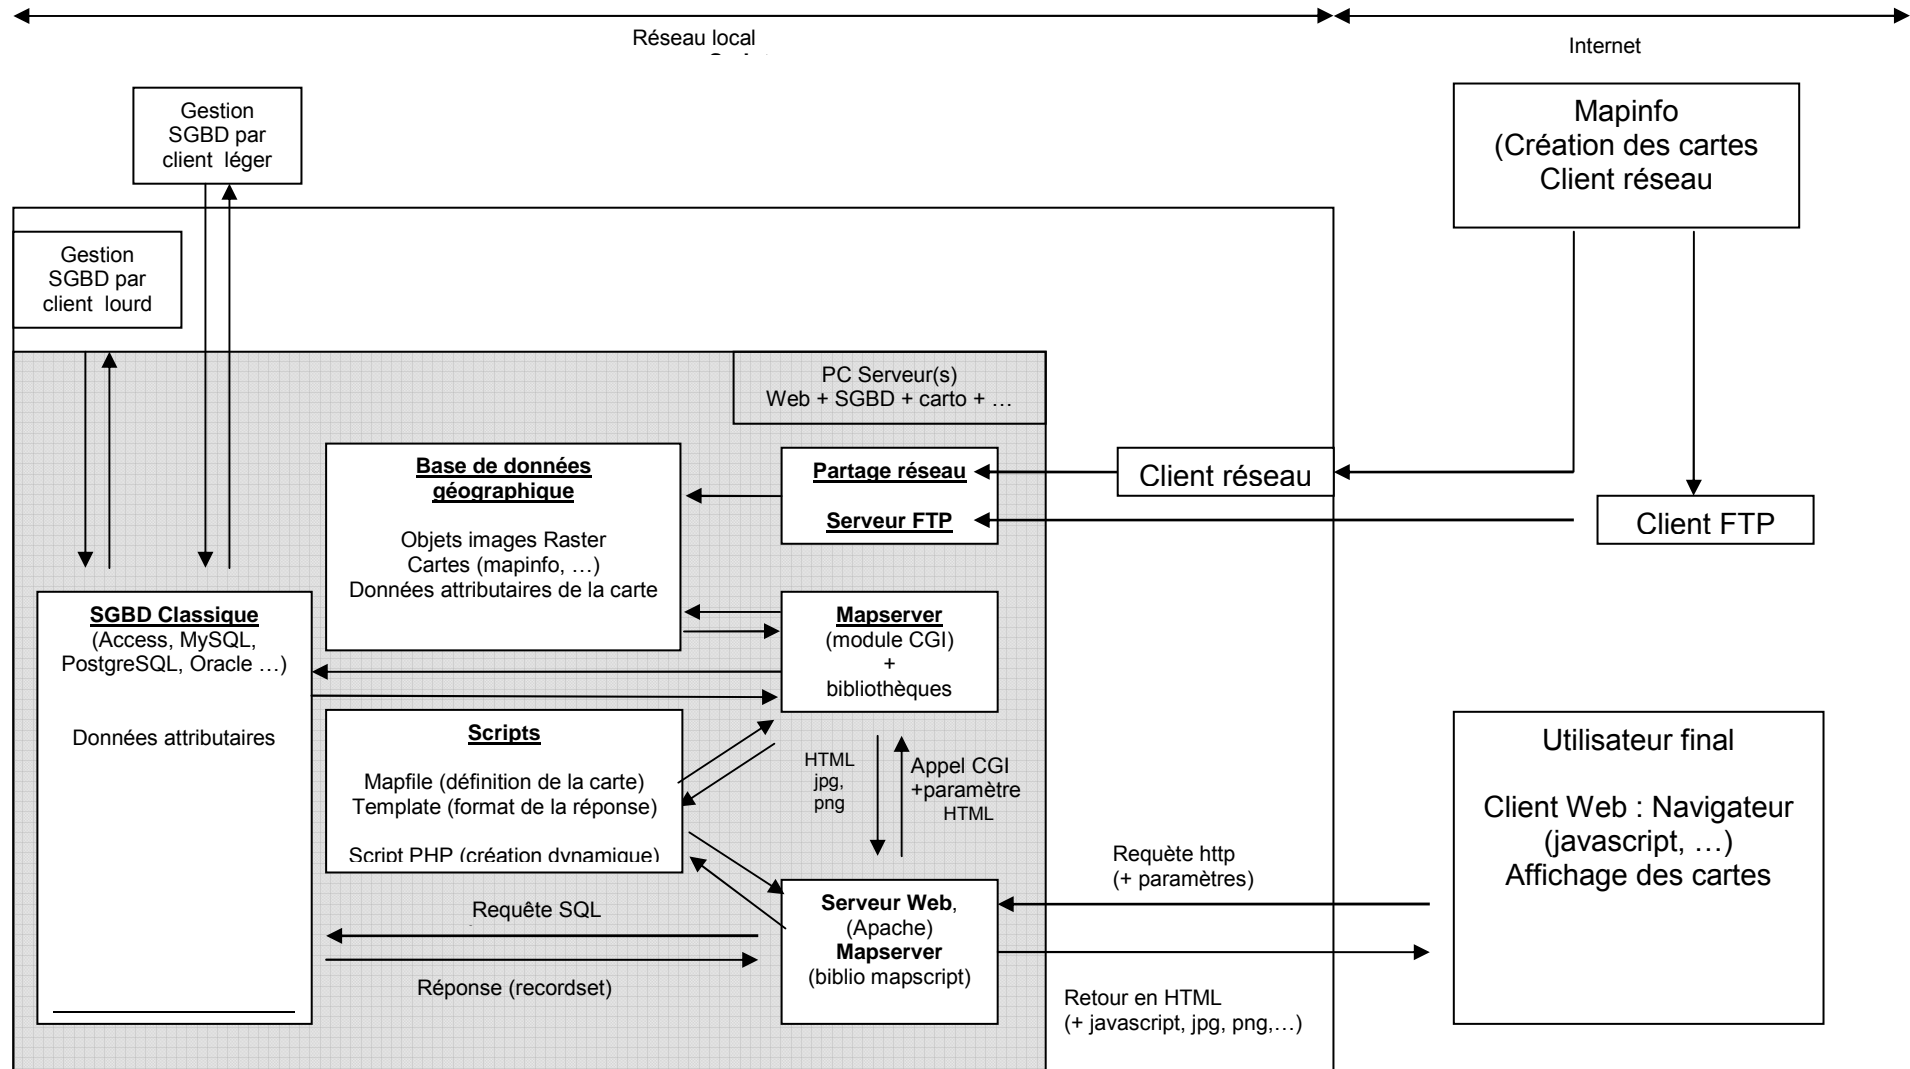 Réseau local
Internet
Gestion
SGBD par
client léger
Mapinfo
(Création des cartes
Client réseau
Gestion
SGBD par
client lourd
PC Serveur(s)
Web + SGBD + carto + …
Base de données
géographique
Objets images Raster
Cartes (mapinfo, …)
Données attributaires de la carte
Partage réseau
Serveur FTP
Client réseau
Client FTP
SGBD Classique
(Access, MySQL,
PostgreSQL, Oracle …)
Données attributaires
Mapserver
(module CGI)
+
bibliothèques
Scripts
Mapfile (définition de la carte)
Template (format de la réponse)
Script PHP (création dynamique)
HTML
jpg,
png
Appel CGI
+paramètre
HTML
Utilisateur final
Client Web : Navigateur
(javascript, …)
Affichage des cartes
Requète http
(+ paramètres)
Requête SQL
Réponse (recordset)
Serveur Web,
(Apache)
Mapserver
(biblio mapscript)
Retour en HTML
(+ javascript, jpg, png,…)